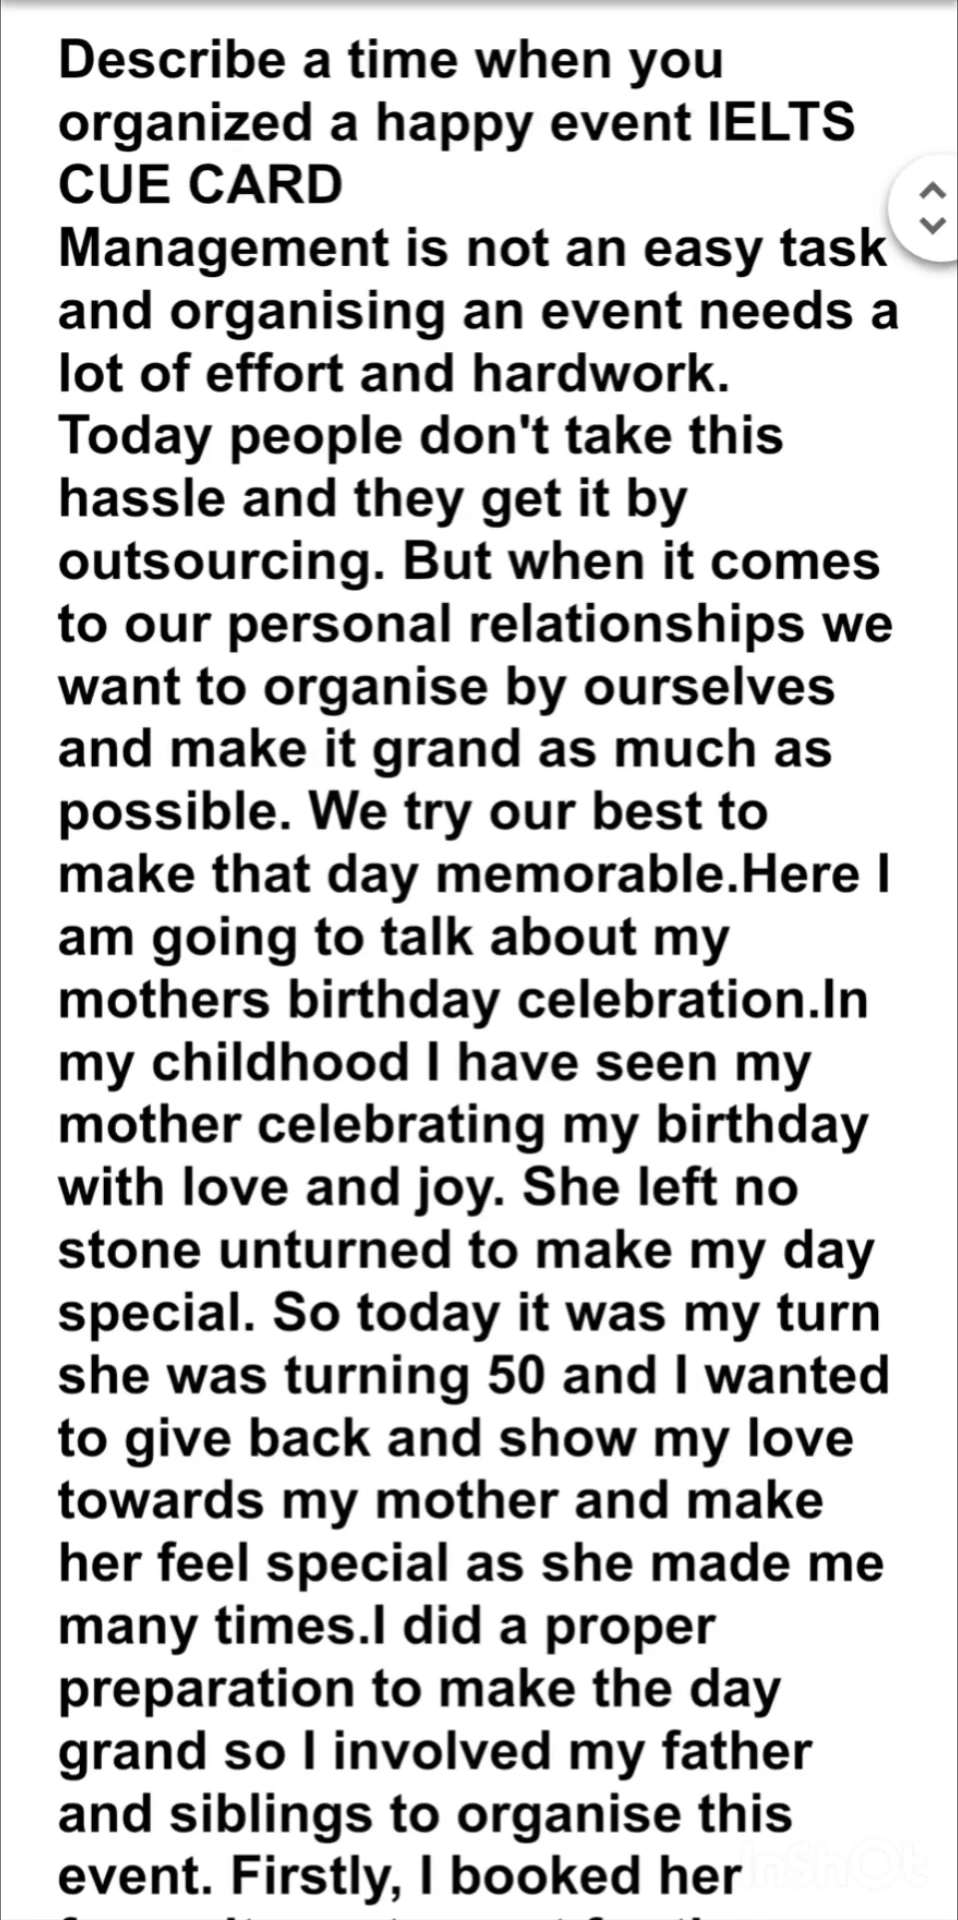 Describe a time when you
organized a happy event IELTS
CUE CARD
Management is not an easy task
and organising an event needs a
lot of effort and hardwork.
Today people don't take this
hassle and they get it by
outsourcing. But when it comes
to our personal relationships we
want to organise by ourselves
and make it grand as much as
possible. We try our best to
make that day memorable.Here I
am going to talk about my
mothers birthday celebration.In
my childhood I have seen my
mother celebrating my birthday
with love and joy. She left no
stone unturned to make my day
special. So today it was my turn
she was turning 50 and I wanted
to give back and show my love
towards my mother and make
her feel special as she made me
many times.I did a proper
preparation to make the day
grand so I involved my father
and siblings to organise this
event. Firstly, I booked her
InShOt